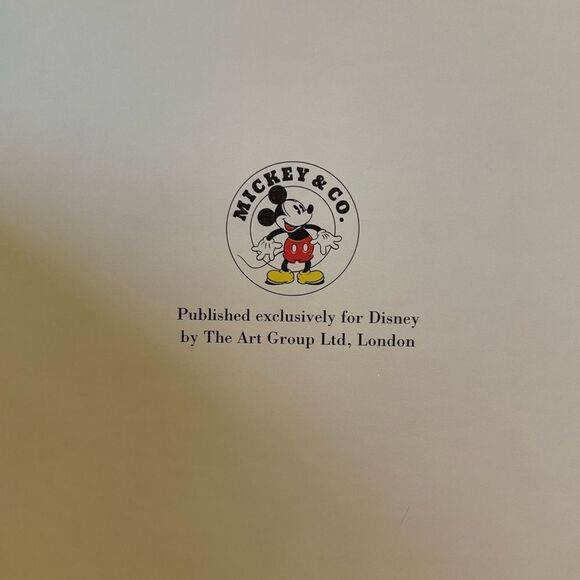 MICKEY & CO.
Published exclusively for Disney
by The Art Group Ltd, London